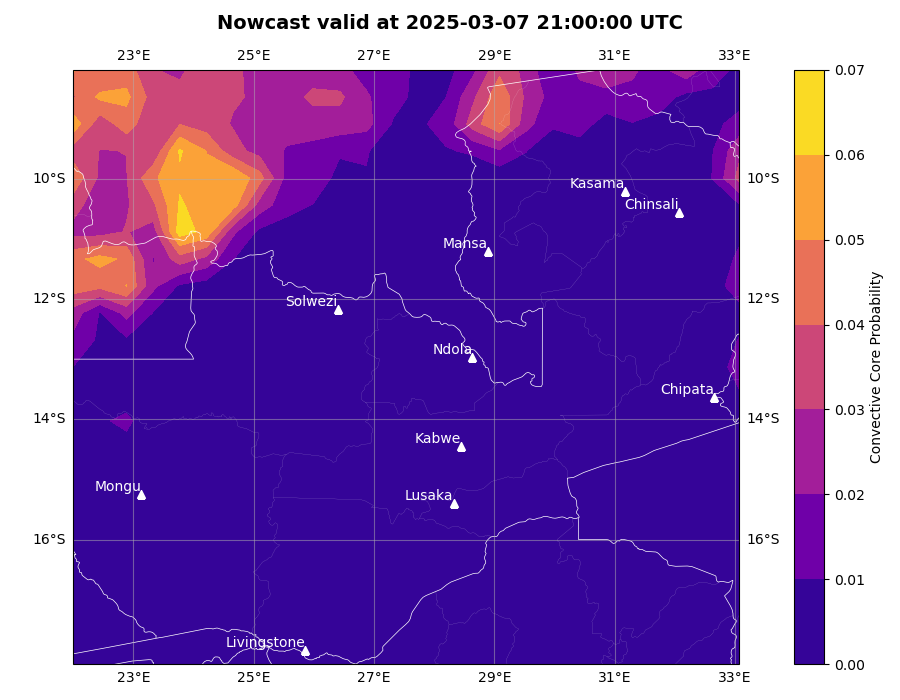 Nowcast valid at 2025-03-07 21:00:00 UTC
23°E 25°E 27°E 29°E 31°E 33°E
0.07
0.06
10°S 10°S
Kasama
Chinsali
0.05
Mansa
12°S 12°S
Solwezi
0.04
Ndola
Chipata
0.03
14°S 14°S
Kabwe
Mongu
Lusaka
0.02
16°S 16°S
0.01
Livingstone
0.00
23°E 25°E 27°E 29°E 31°E 33°E
Convective Core Probability